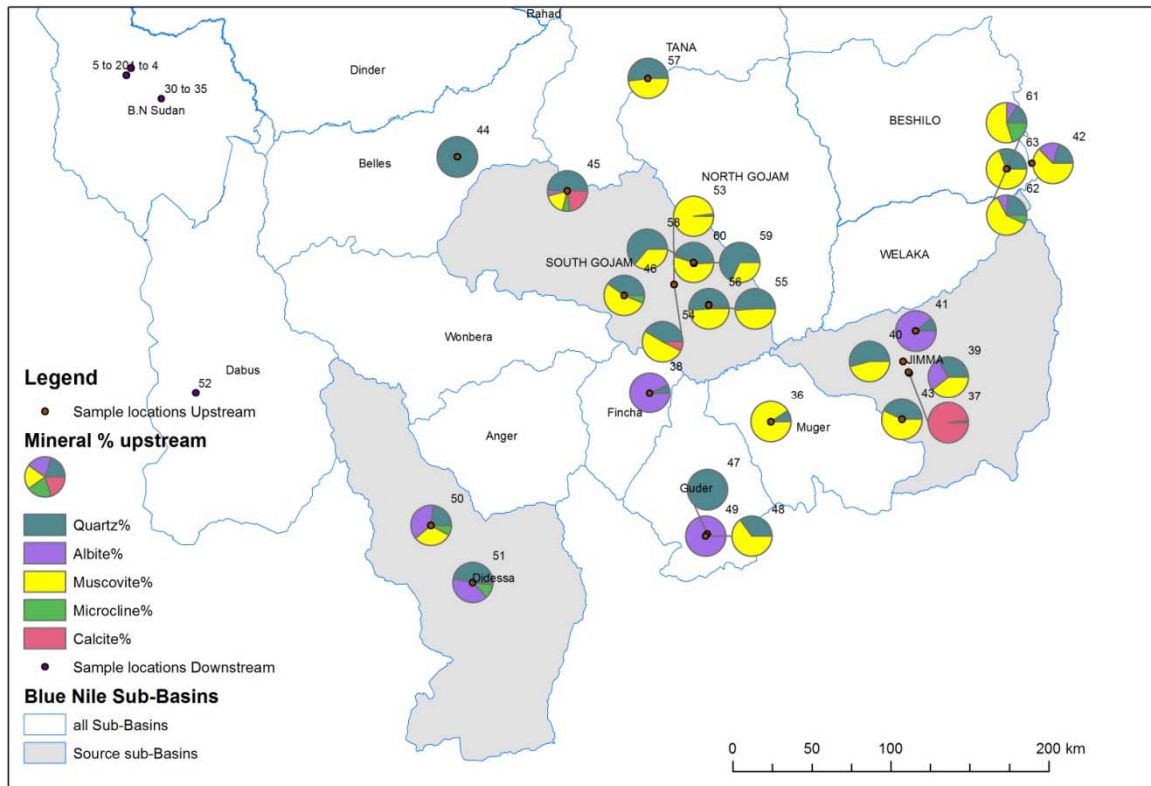 Rahad
TANA
57
5 to 204 to 4
Dinder
30 to 35
B.N Sudan
61
BESHILO
63
42
44
Belles
45
NORTH GOJAM
53
62
58
60
59
SOUTH GOJAM
46
WELAKA
56
55
41
Wonbera
54
40
JIMMA
39
38
43
37
52
Dabus
Fincha
36
Muger
Anger
47
Guder
49
48
50
51
Didessa
Legend
Sample locations Upstream
Mineral % upstream
Quartz%
Albite%
Muscovite%
Microcline%
Calcite%
Sample locations Downstream
Blue Nile Sub-Basins
all Sub-Basins
Source sub-Basins
0 50 100 200 km